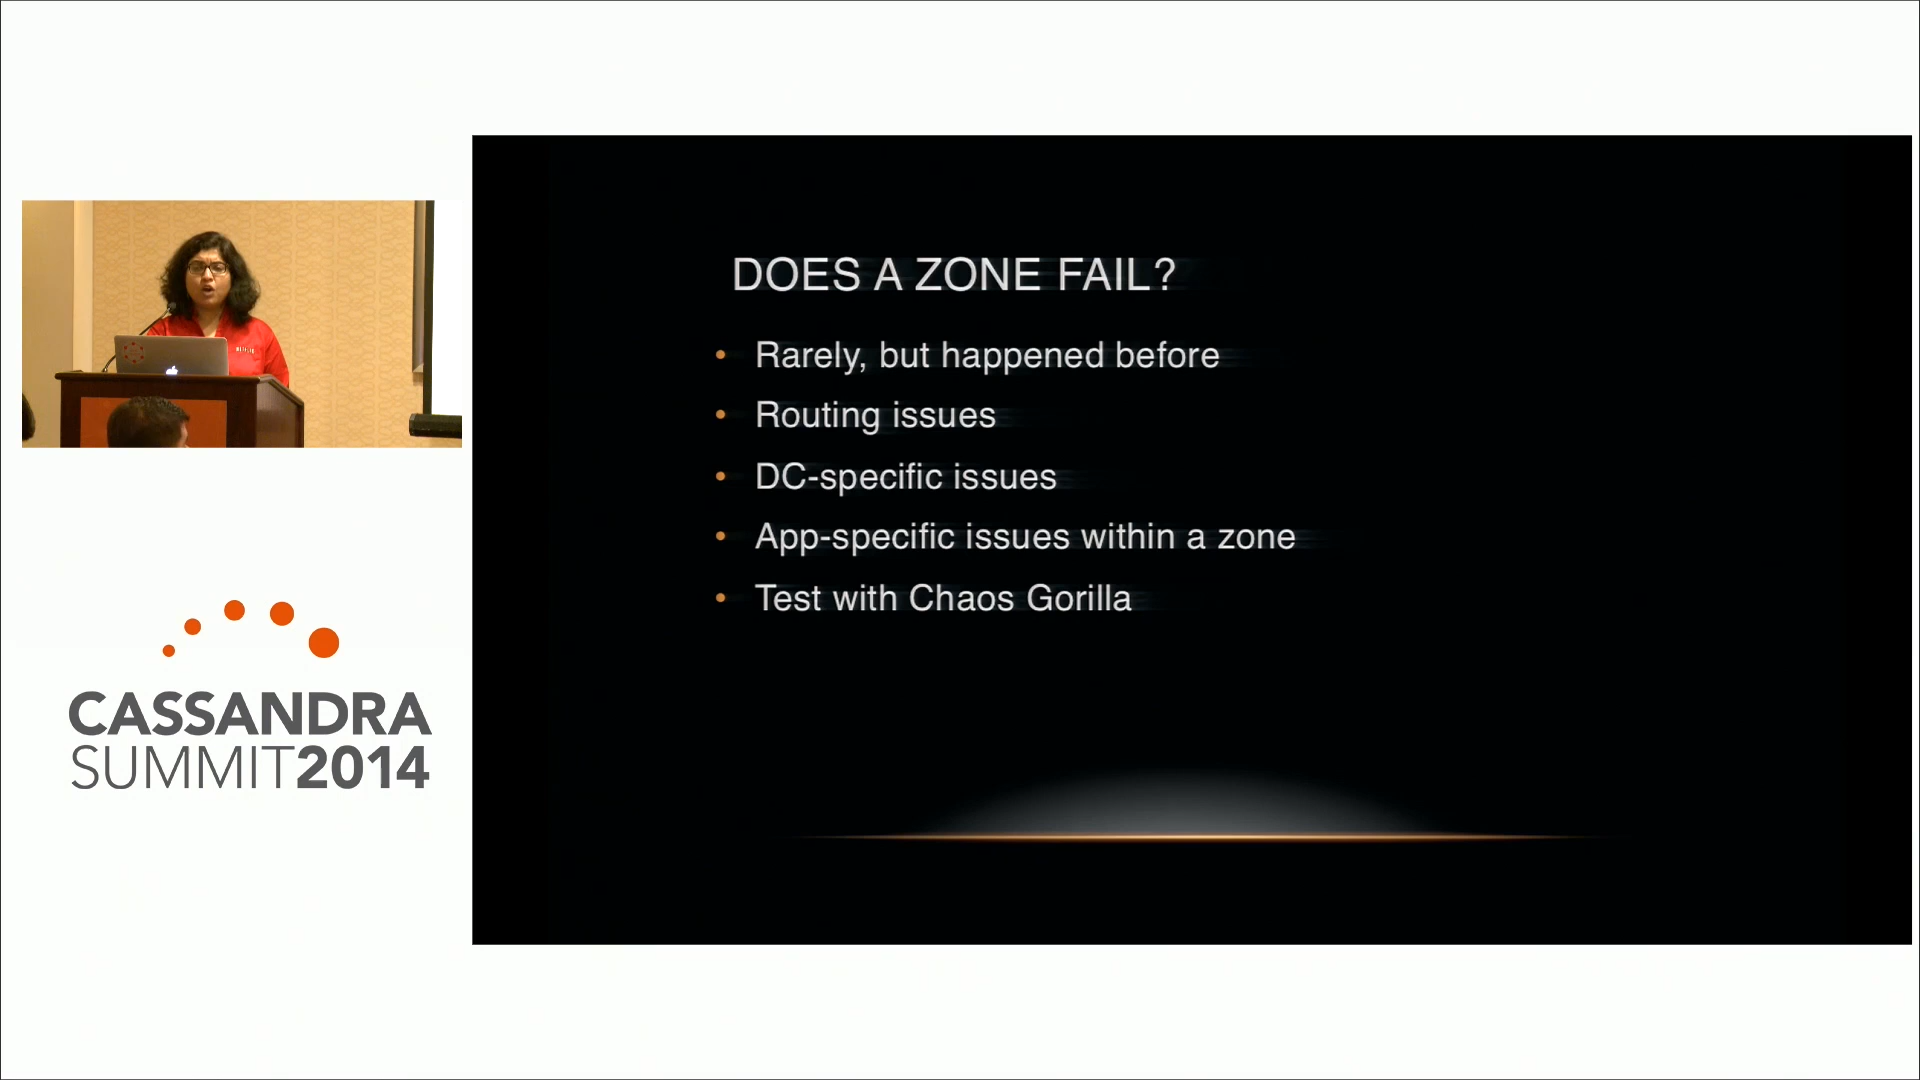 DOES A ZONE FAIL?
• Rarely, but happened before
• Routing issues
• DC-specific issues
• App-specific issues within a zone
• Test with Chaos Gorilla
NETFLIX
CASSANDRA
SUMMIT2014